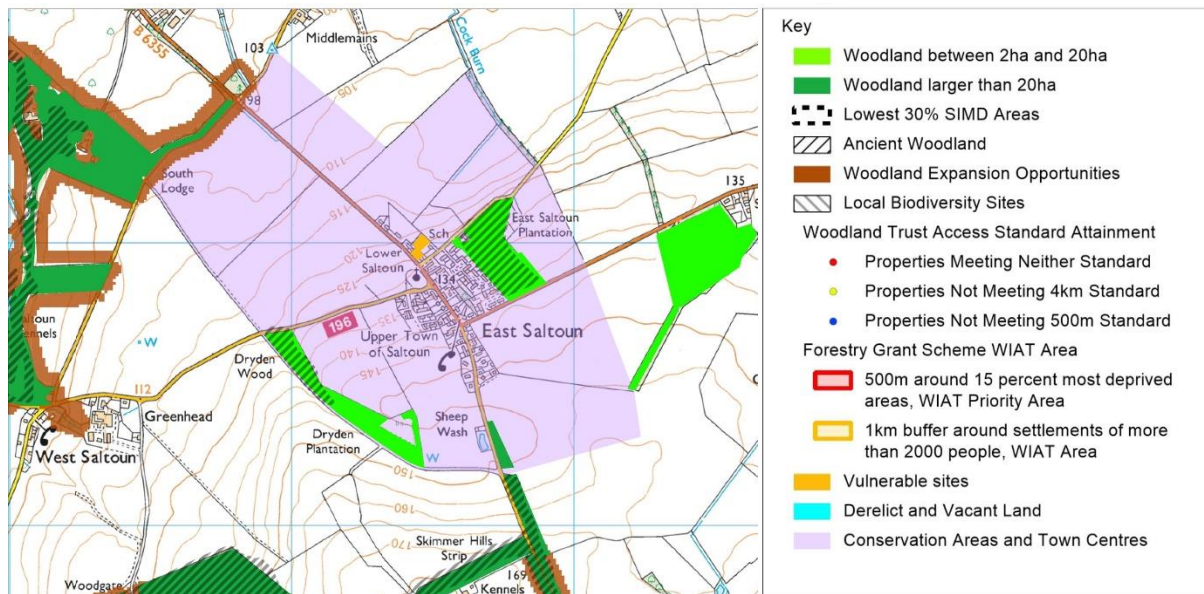 B 6355
103
Middlemains
Cock Burn
198
105
110
South
Lodge
115
135
Sch
East Saltoun
Plantation
120
Lower
Saltoun
134
125
196
135
Upper Town
of Saltoun
East Saltoun
Kennels
W
140
145
Dryden
Wood
112
Greenhead
Sheep
Wash
West Saltoun
Dryden
Plantation
W
150
160
170
Skimmer Hills
Strip
169
Kennels
Woodgate
Key
Woodland between 2ha and 20ha
Woodland larger than 20ha
Lowest 30% SIMD Areas
Ancient Woodland
Woodland Expansion Opportunities
Local Biodiversity Sites
Woodland Trust Access Standard Attainment
Properties Meeting Neither Standard
Properties Not Meeting 4km Standard
Properties Not Meeting 500m Standard
Forestry Grant Scheme WIAT Area
500m around 15 percent most deprived
areas, WIAT Priority Area
1km buffer around settlements of more
than 2000 people, WIAT Area
Vulnerable sites
Derelict and Vacant Land
Conservation Areas and Town Centres